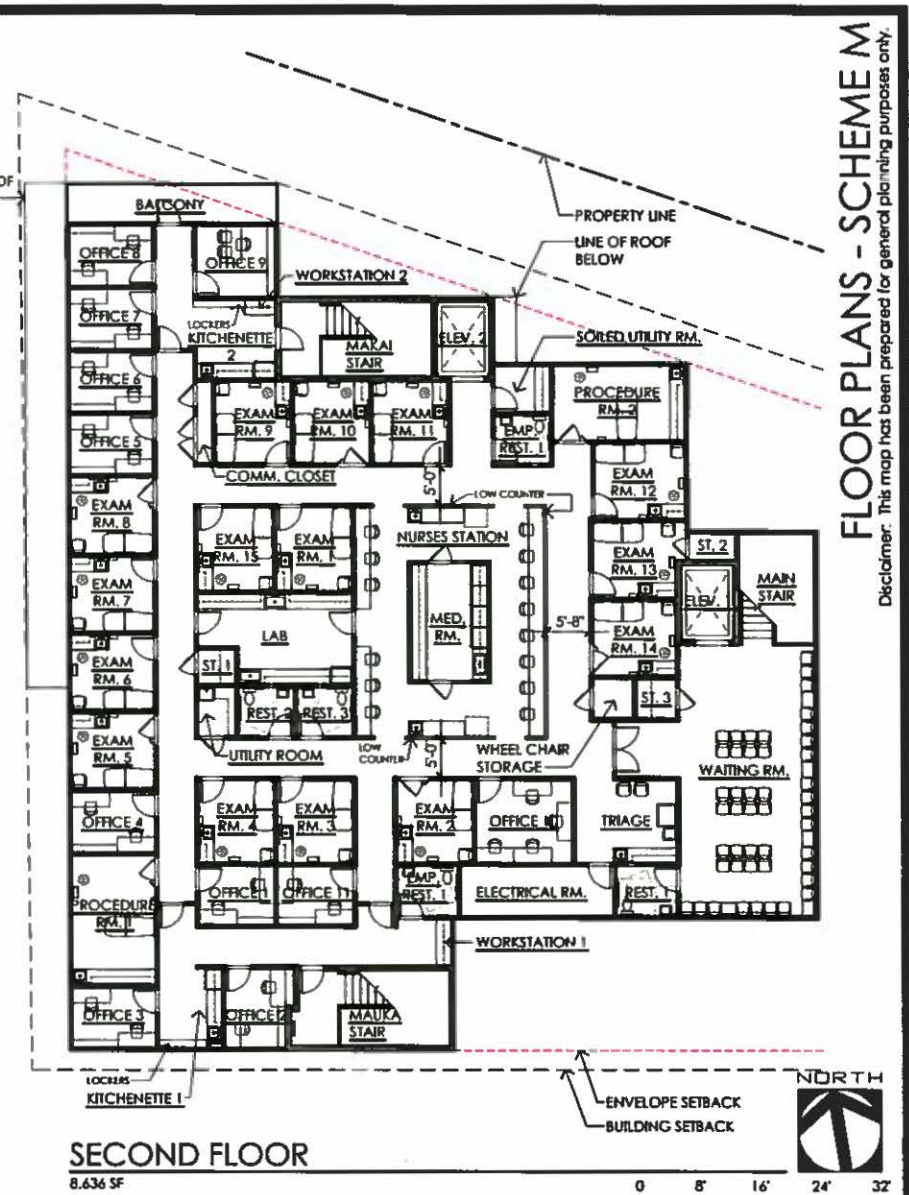 FLOOR PLANS - SCHEME M
Disclaimer: This map has been prepared for general planning purposes only.
OF
BALCONY
PROPERTY LINE
LINE OF ROOF
BELOW
OFFICE 8
OFFICE 9
WORKSTATION 2
OFFICE 7
LOCKERS
KITCHENETTE
2
MAKAI
STAIR
ELEV. 2
SOILED UTILITY RM.
OFFICE 6
PROCEDURE
RM. 2
OFFICE 5
EXAM
RM. 9
EXAM
RM. 10
EXAM
RM. 11
EMP.
REST. 1
COMM. CLOSET
5'-0"
LOW COUNTER
EXAM
RM. 12
EXAM
RM. 8
EXAM
RM. 15
EXAM
RM. 1
NURSES STATION
EXAM
RM. 13
ST. 2
MAIN
STAIR
EXAM
RM. 7
LAB
MED.
RM.
5'-8"
ELEV.
EXAM
RM. 14
EXAM
RM. 6
ST. 1
ST. 3
REST. 2
REST. 3
EXAM
RM. 5
UTILITY ROOM
LOW
COUNTER
5'-0"
WHEEL CHAIR
STORAGE
WAITING RM.
OFFICE 4
EXAM
RM. 4
EXAM
RM. 3
EXAM
RM. 2
OFFICE
TRIAGE
PROCEDURE
RM. 1
OFFICE
OFFICE 11
EMP.
REST. 1
ELECTRICAL RM.
REST. 1
WORKSTATION 1
OFFICE 3
OFFICE 2
MAUKA
STAIR
LOCKERS
KITCHENETTE 1
ENVELOPE SETBACK
BUILDING SETBACK
NORTH
SECOND FLOOR
8,636 SF
0 8' 16' 24' 32'